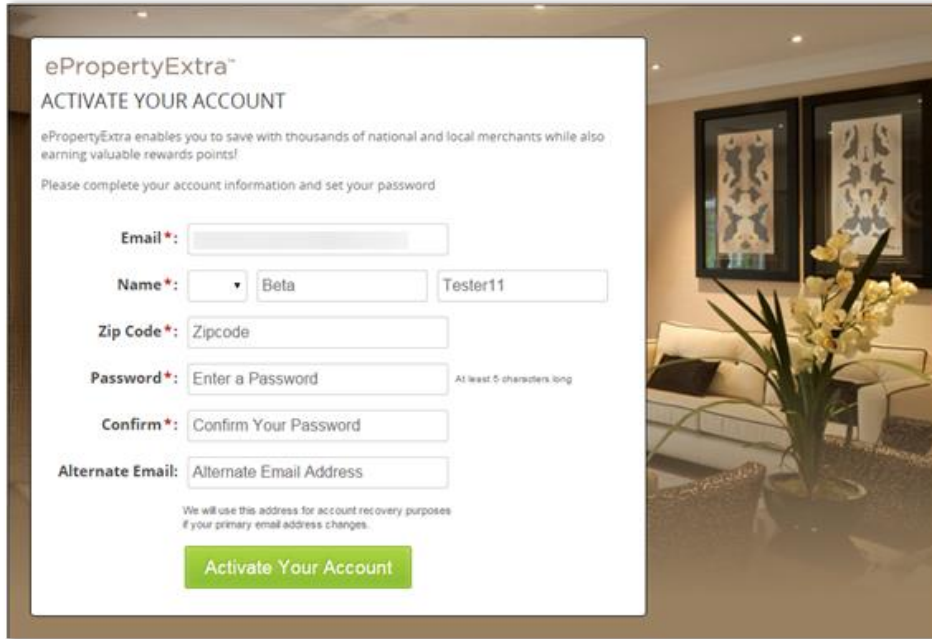 ePropertyExtra™
ACTIVATE YOUR ACCOUNT
ePropertyExtra enables you to save with thousands of national and local merchants while also
earning valuable rewards points!
Please complete your account information and set your password
Email*:
Name*: Beta Tester11
Zip Code*: Zipcode
Password*: Enter a Password At least 5 characters long
Confirm*: Confirm Your Password
Alternate Email: Alternate Email Address
We will use this address for account recovery purposes
if your primary email address changes.
Activate Your Account